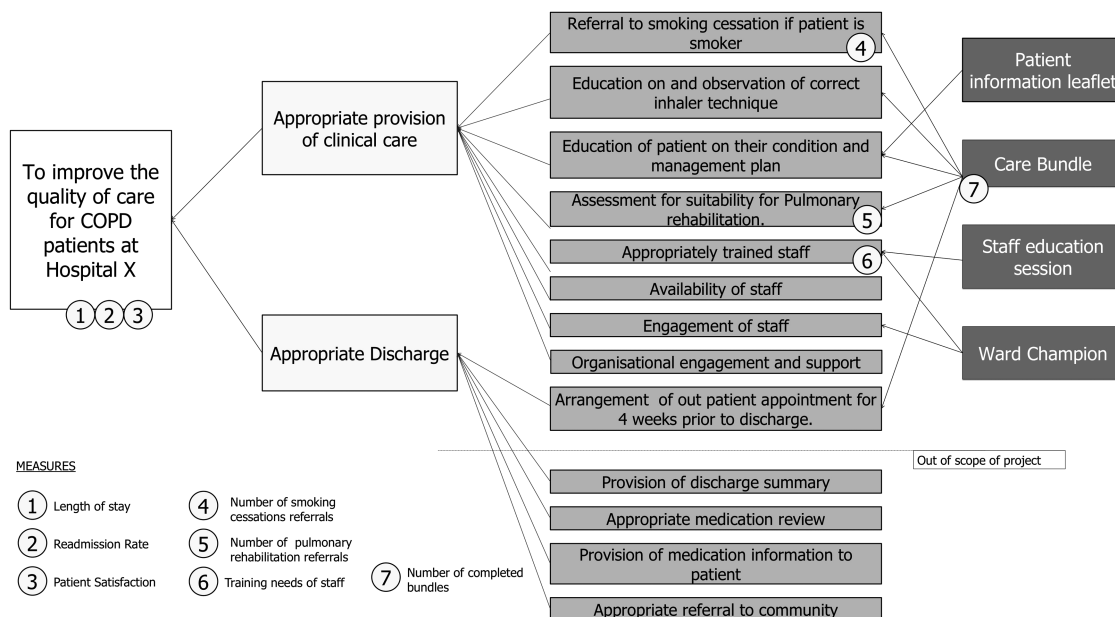 To improve the
quality of care
for COPD
patients at
Hospital X
1 2 3
Appropriate provision
of clinical care
Appropriate Discharge
Referral to smoking cessation if patient is
smoker
4
Education on and observation of correct
inhaler technique
Education of patient on their condition and
management plan
Assessment for suitability for Pulmonary
rehabilitation.
5
Appropriately trained staff
6
Availability of staff
Engagement of staff
Organisational engagement and support
Arrangement of out patient appointment for
4 weeks prior to discharge.
Patient
information leaflet
Care Bundle
7
Staff education
session
Ward Champion
Out of scope of project
Provision of discharge summary
Appropriate medication review
Provision of medication information to
patient
Appropriate referral to community
MEASURES
1 Length of stay
2 Readmission Rate
3 Patient Satisfaction
4 Number of smoking
cessations referrals
5 Number of pulmonary
rehabilitation referrals
6 Training needs of staff
7 Number of completed
bundles